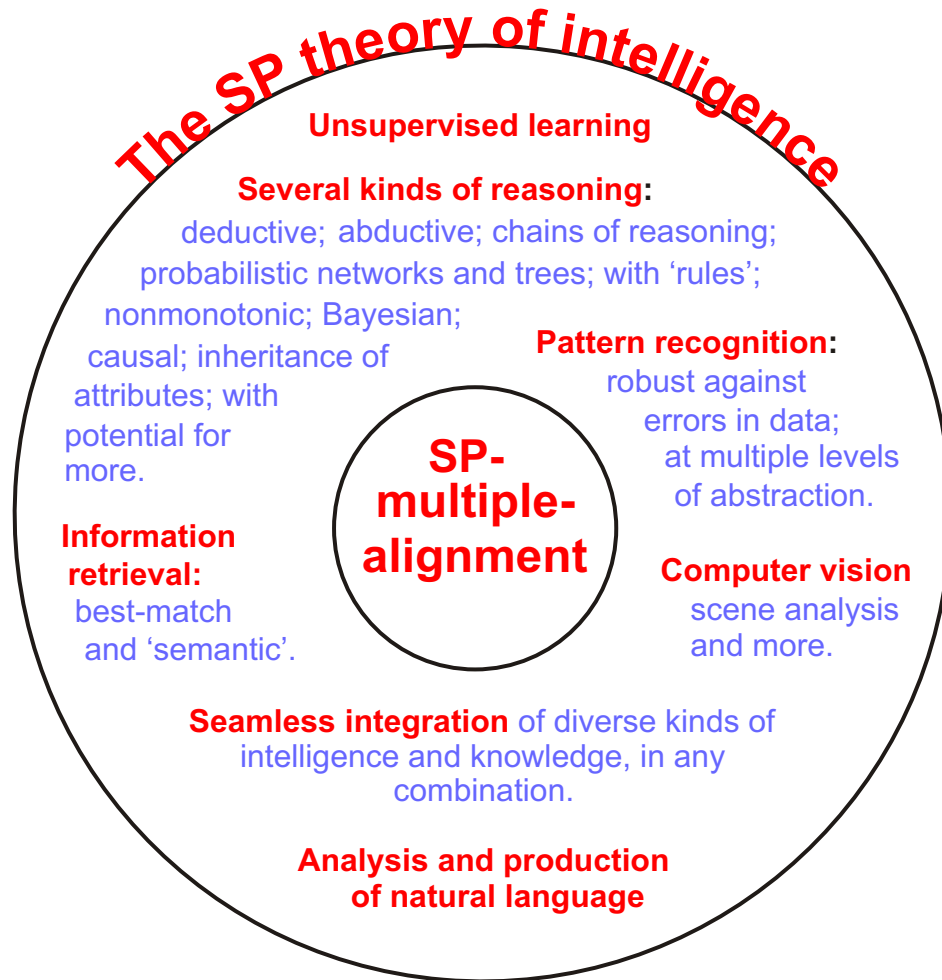 The SP theory of intelligence
Unsupervised learning
Several kinds of reasoning:
deductive; abductive; chains of reasoning;
probabilistic networks and trees; with ‘rules’;
nonmonotonic; Bayesian;
causal; inheritance of
attributes; with
potential for
more.
Pattern recognition:
robust against
errors in data;
at multiple levels
of abstraction.
SP-
multiple-
alignment
Information
retrieval:
best-match
and ‘semantic’.
Computer vision
scene analysis
and more.
Seamless integration of diverse kinds of
intelligence and knowledge, in any
combination.
Analysis and production
of natural language